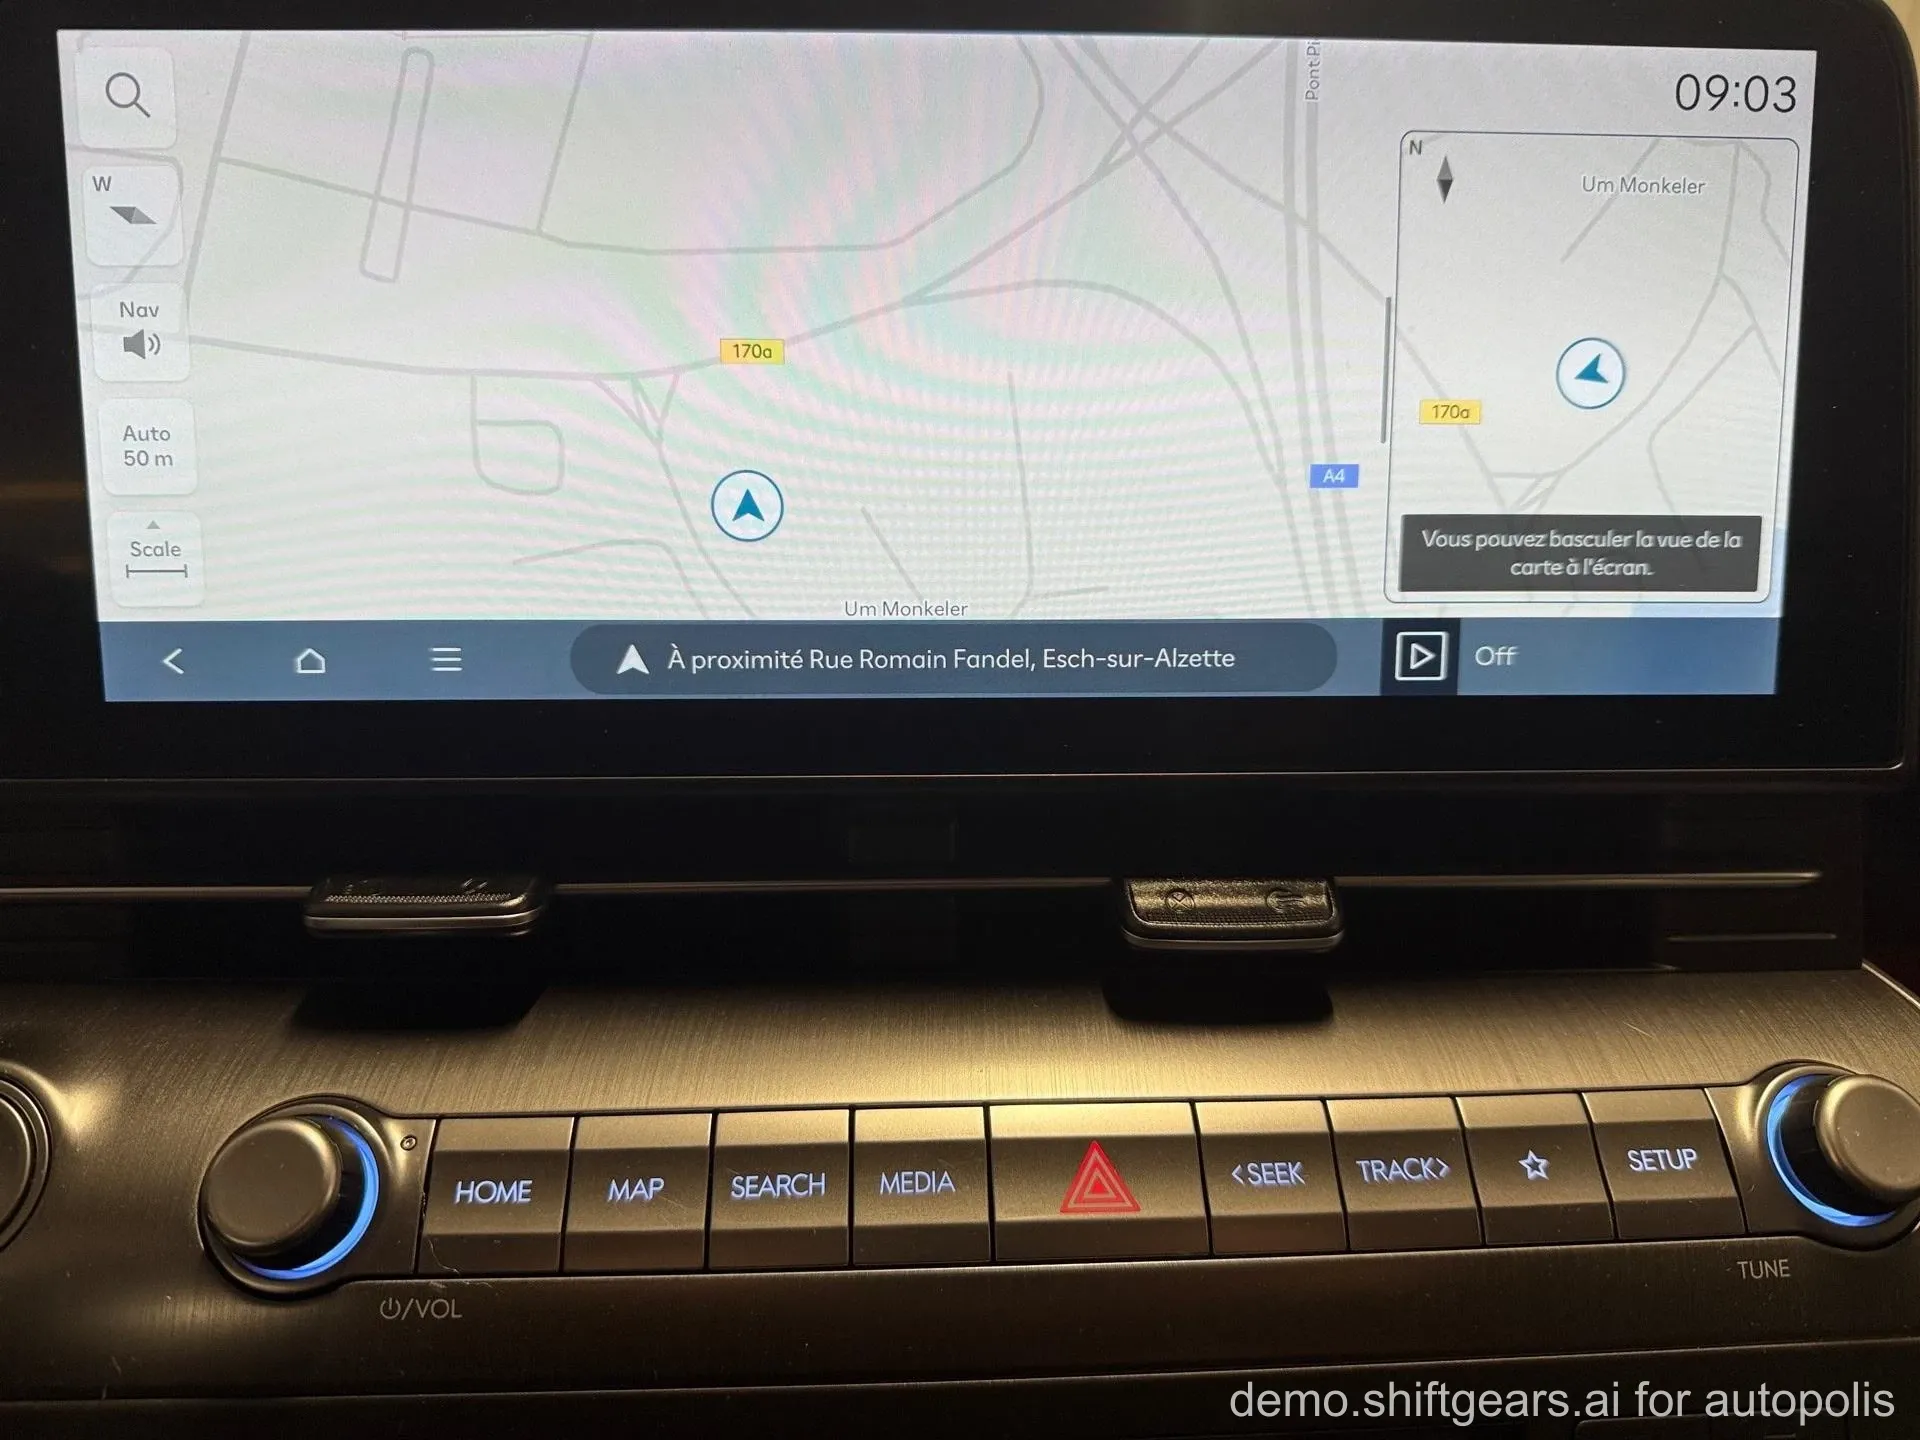 Pont Pi
09:03
W
N
Um Monkeler
Nav
170a
170a
Auto
50 m
A4
Scale
Vous pouvez basculer la vue de la
carte à l'écran.
Um Monkeler
À proximité Rue Romain Fandel, Esch-sur-Alzette
Off
HOME
MAP
SEARCH
MEDIA
<SEEK
TRACK>
SETUP
/VOL
TUNE
demo.shiftgears.ai for autopolis